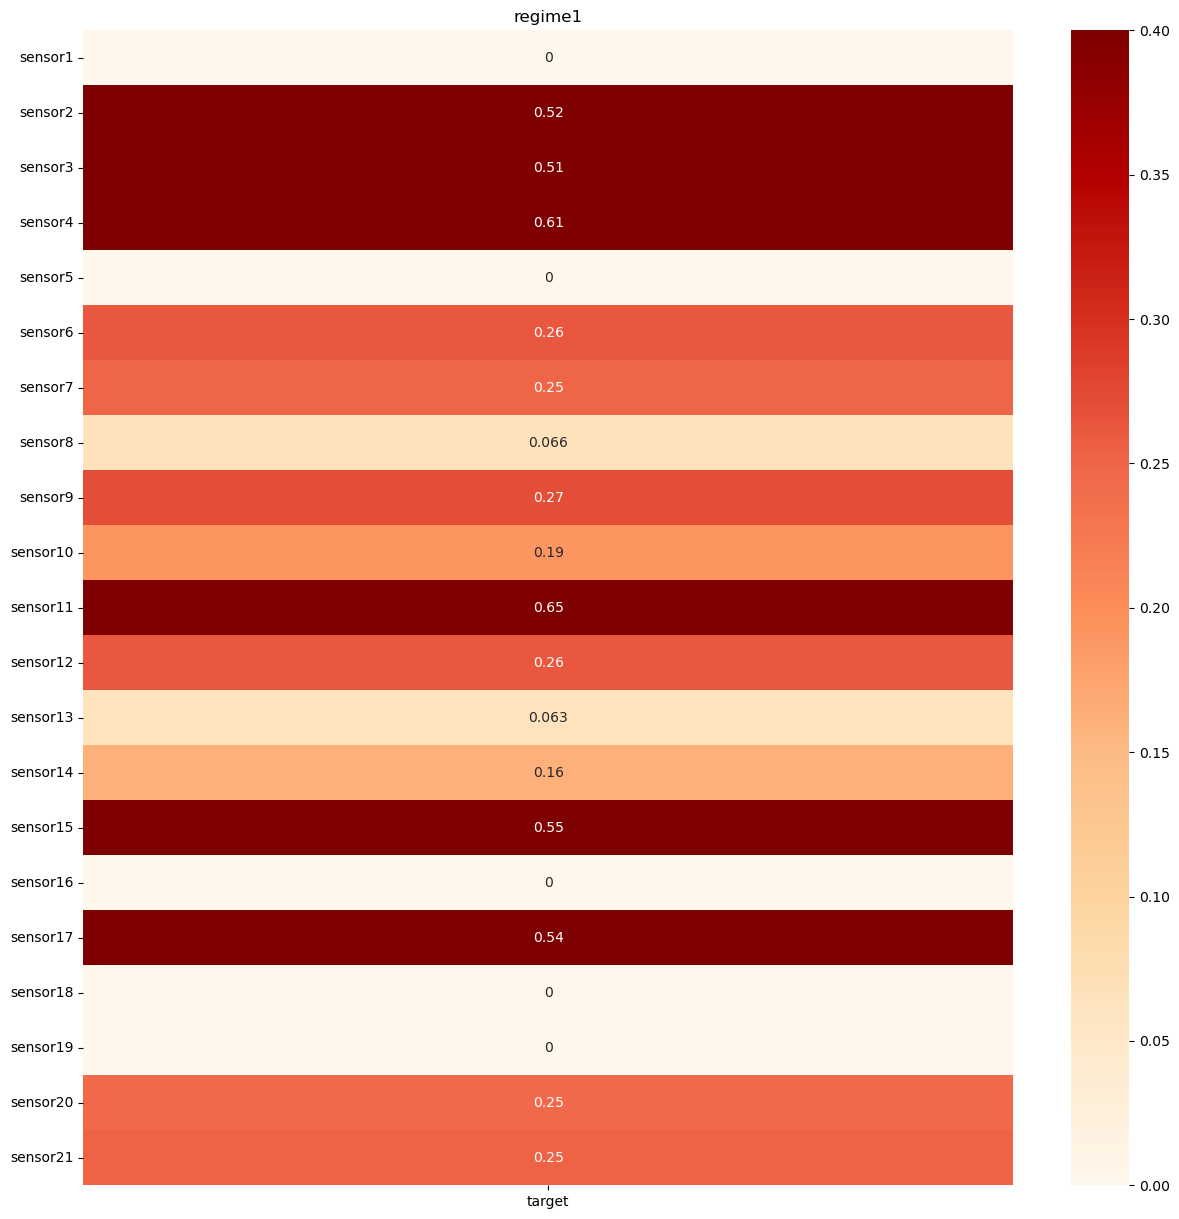 regime1
sensor1 0
sensor2 0.52
sensor3 0.51
sensor4 0.61
sensor5 0
sensor6 0.26
sensor7 0.25
sensor8 0.066
sensor9 0.27
sensor10 0.19
sensor11 0.65
sensor12 0.26
sensor13 0.063
sensor14 0.16
sensor15 0.55
sensor16 0
sensor17 0.54
sensor18 0
sensor19 0
sensor20 0.25
sensor21 0.25
target
0.40
0.35
0.30
0.25
0.20
0.15
0.10
0.05
0.00